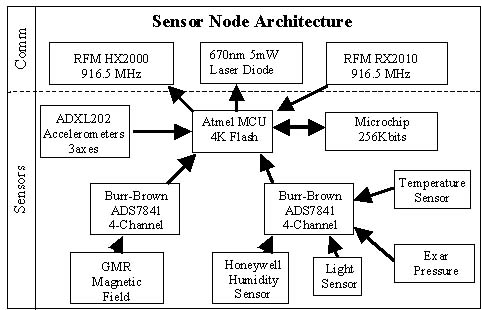 Sensor Node Architecture
Comm
RFM HX2000
916.5 MHz
670nm 5mW
Laser Diode
RFM RX2010
916.5 MHz
Sensors
ADXL202
Accelerometers
3axes
Atmel MCU
4K Flash
Microchip
256Kbits
Burr-Brown
ADS7841
4-Channel
Burr-Brown
ADS7841
4-Channel
Temperature
Sensor
GMR
Magnetic
Field
Honeywell
Humidity
Sensor
Light
Sensor
Exar
Pressure